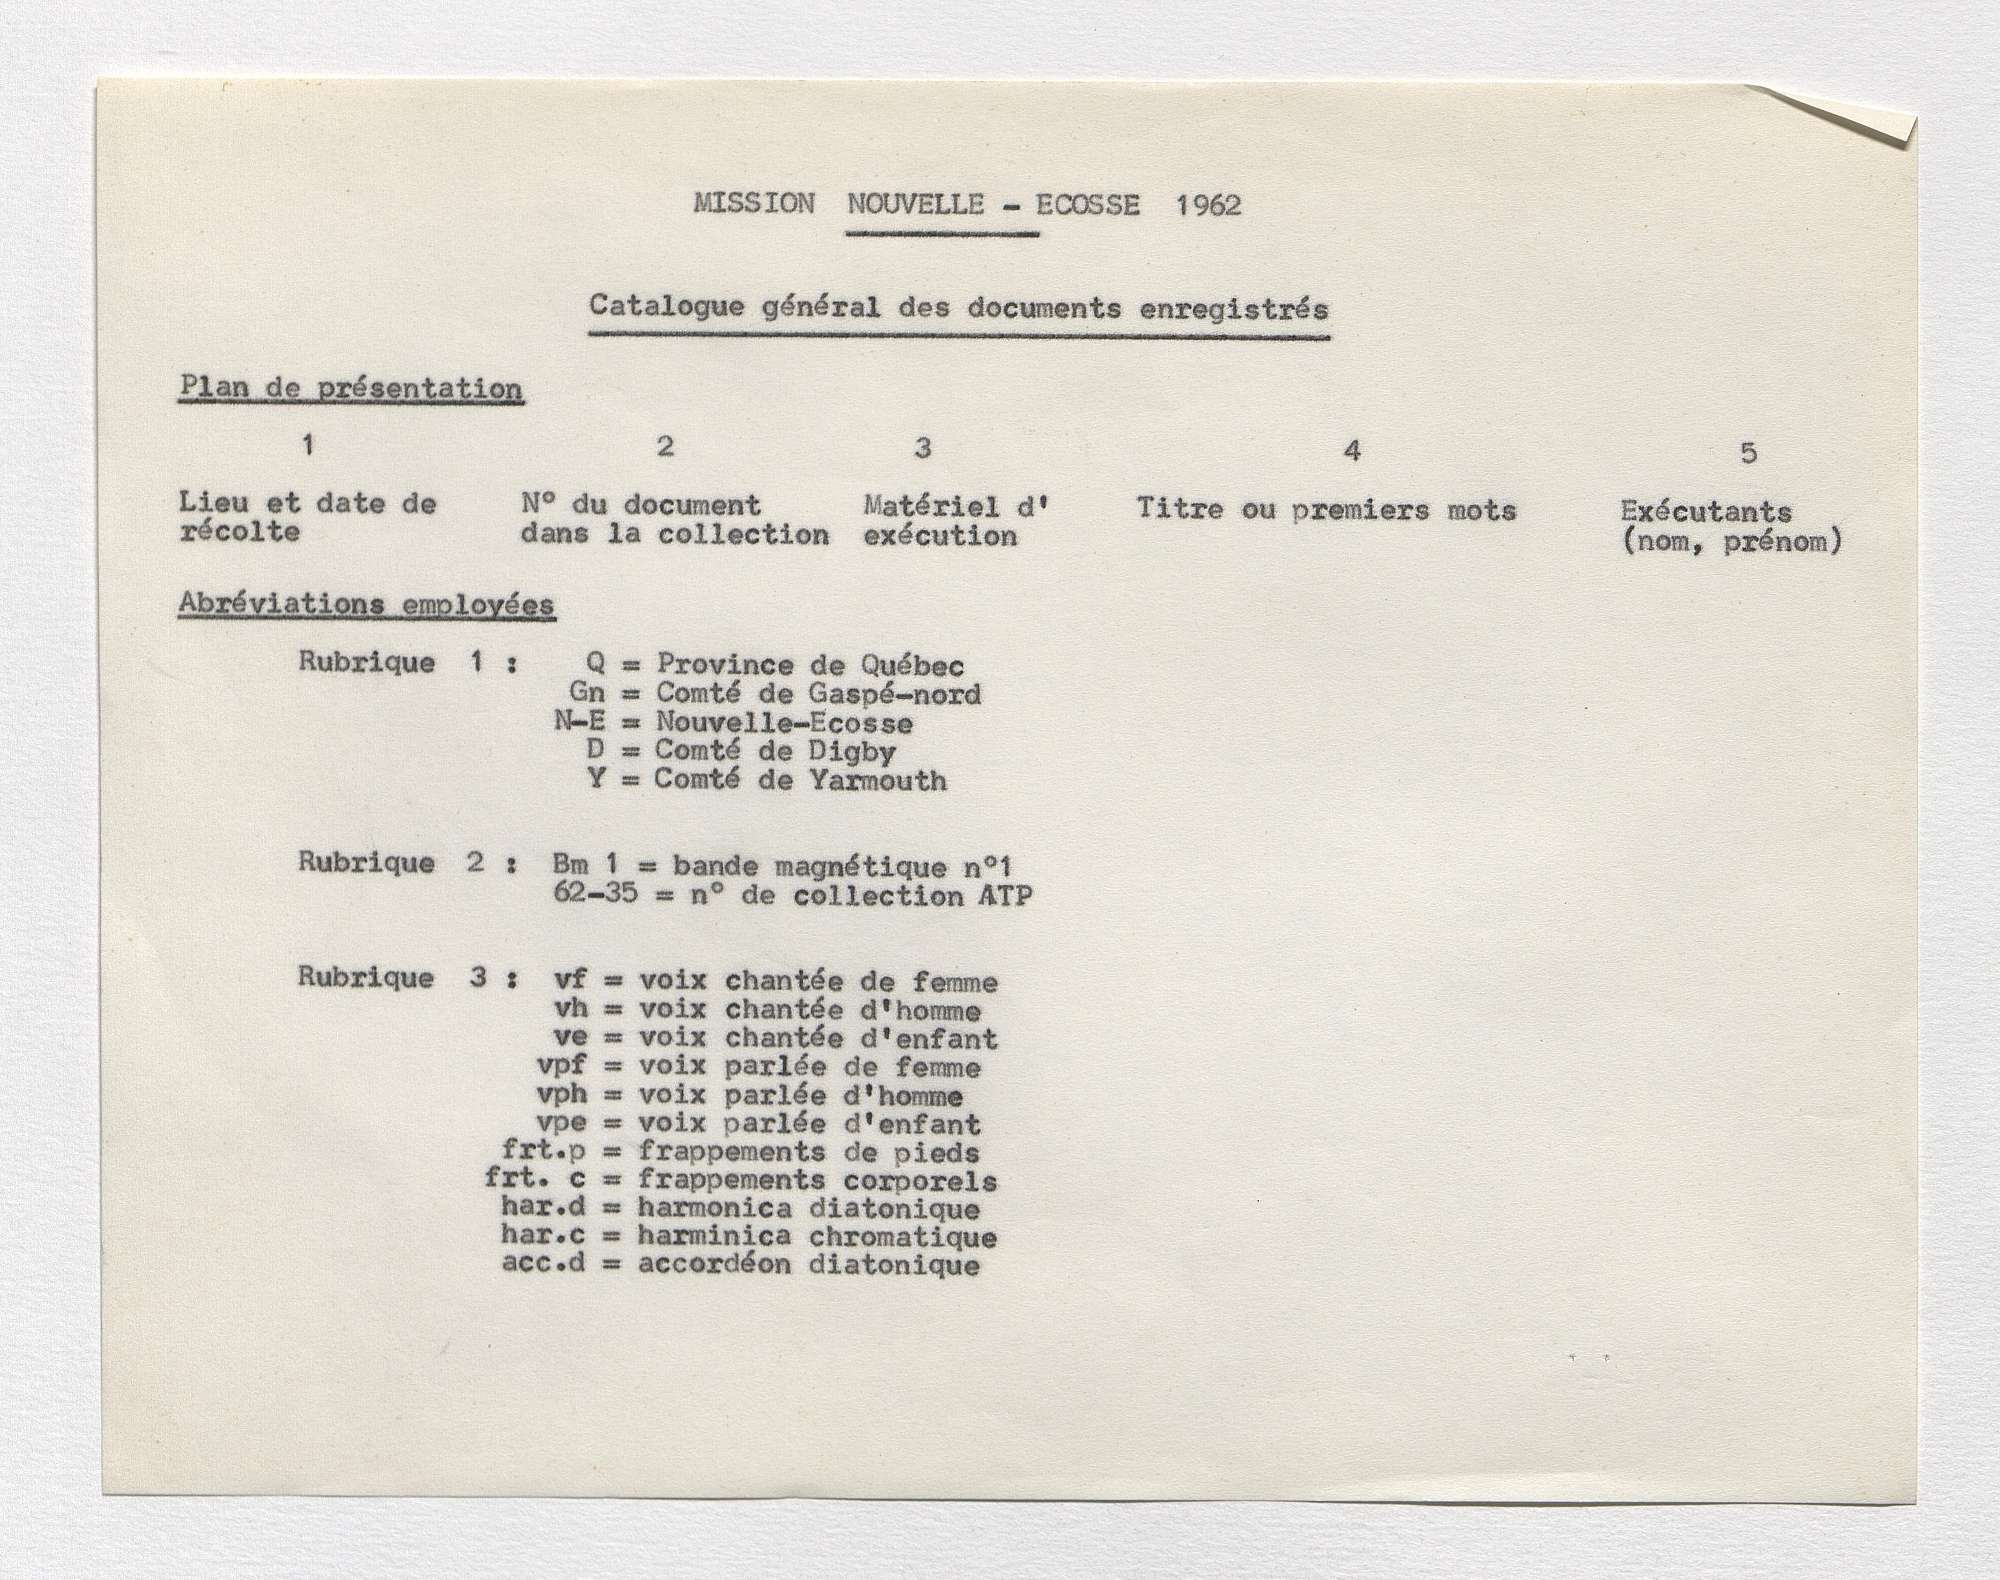 MISSION NOUVELLE - ECOSSE 1962
Catalogue général des documents enregistrés
Plan de présentation
1 2 3 4 5
Lieu et date de N° du document Matériel d' Titre ou premiers mots Exécutants
récolte dans la collection exécution (nom, prénom)
Abréviations employées
Rubrique 1 : Q = Province de Québec
Gn = Comté de Gaspé-nord
N-E = Nouvelle-Ecosse
D = Comté de Digby
Y = Comté de Yarmouth
Rubrique 2 : Bm 1 = bande magnétique n°1
62-35 = n° de collection ATP
Rubrique 3 : vf = voix chantée de femme
vh = voix chantée d'homme
ve = voix chantée d'enfant
vpf = voix parlée de femme
vph = voix parlée d'homme
vpe = voix parlée d'enfant
frt.p = frappements de pieds
frt. c = frappements corporels
har.d = harmonica diatonique
har.c = harminica chromatique
acc.d = accordéon diatonique